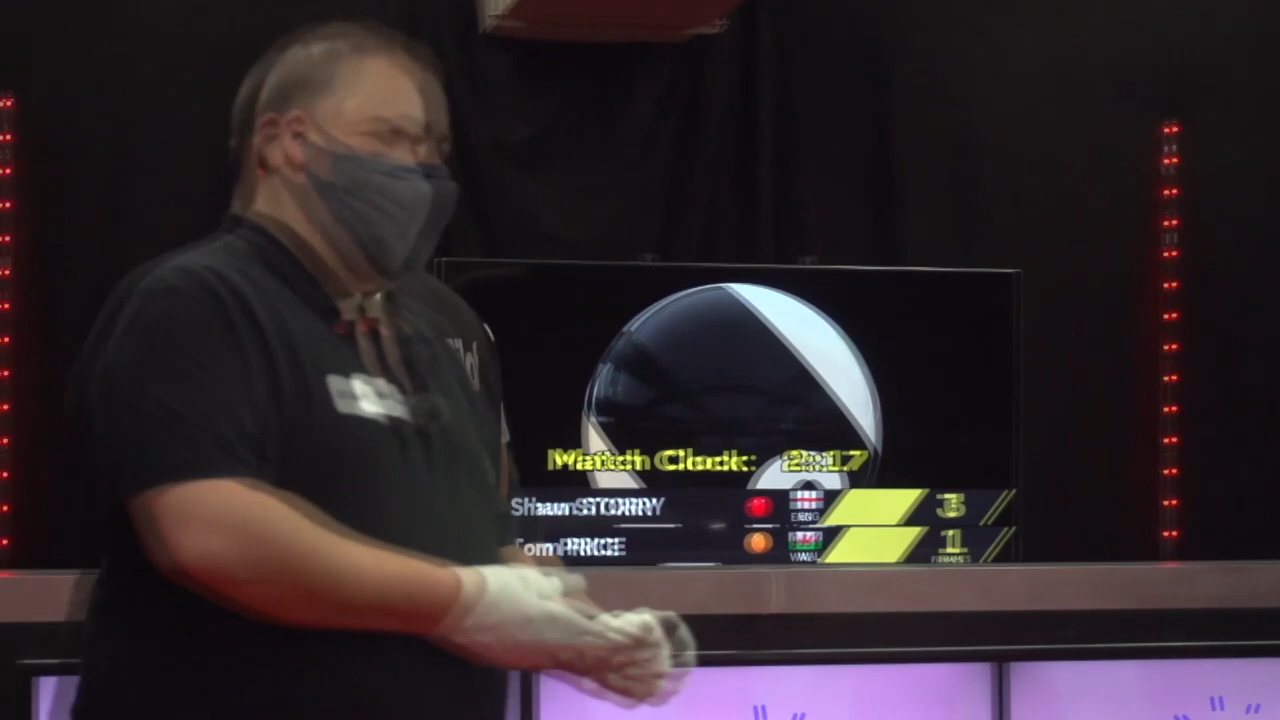 Match Clock: 2:17
Shaun STORRY ENG 3
Tom PRICE WAL 1
FRAMES